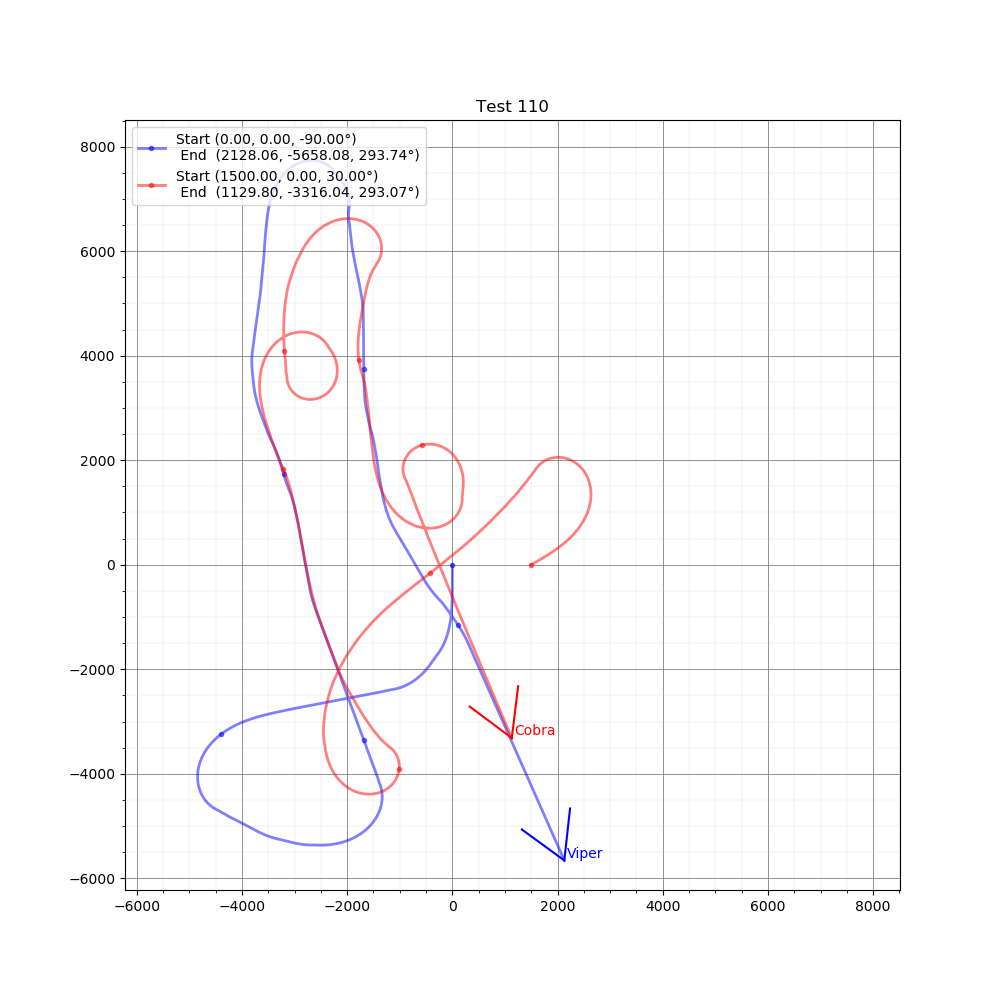 Test 110
Start (0.00, 0.00, -90.00°)
End  (2128.06, -5658.08, 293.74°)
Start (1500.00, 0.00, 30.00°)
End  (1129.80, -3316.04, 293.07°)
8000
6000
4000
2000
0
−2000
−4000
−6000
Cobra
Viper
−6000 −4000 −2000 0 2000 4000 6000 8000